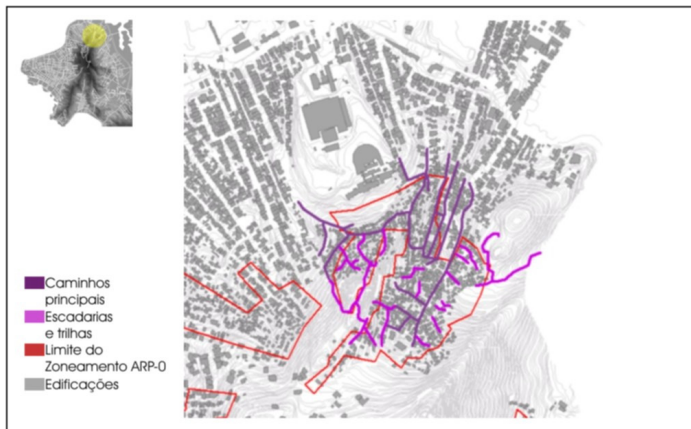 Caminhos
principais
Escadarias
e trilhas
Limite do
Zoneamento ARP-0
Edificações